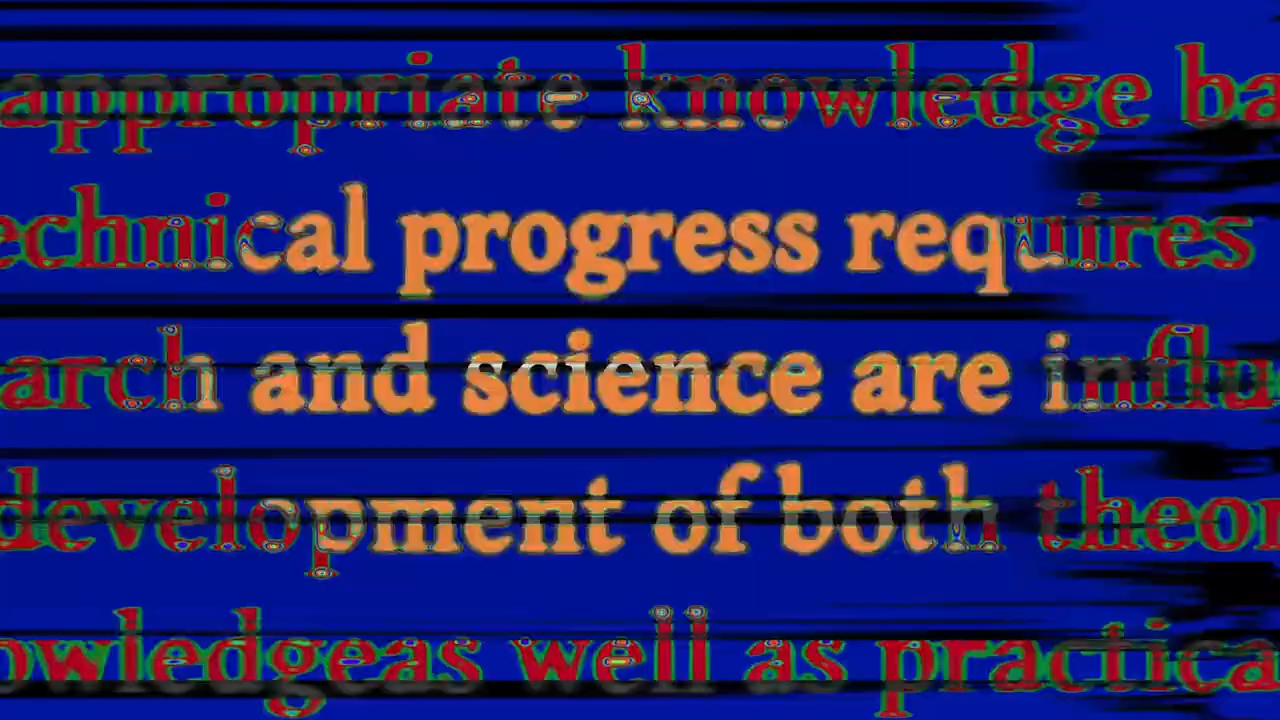 appropriate knowledge ba
echnical progress requires
arch and science are influ
development of both theor
owledgeas well as practica